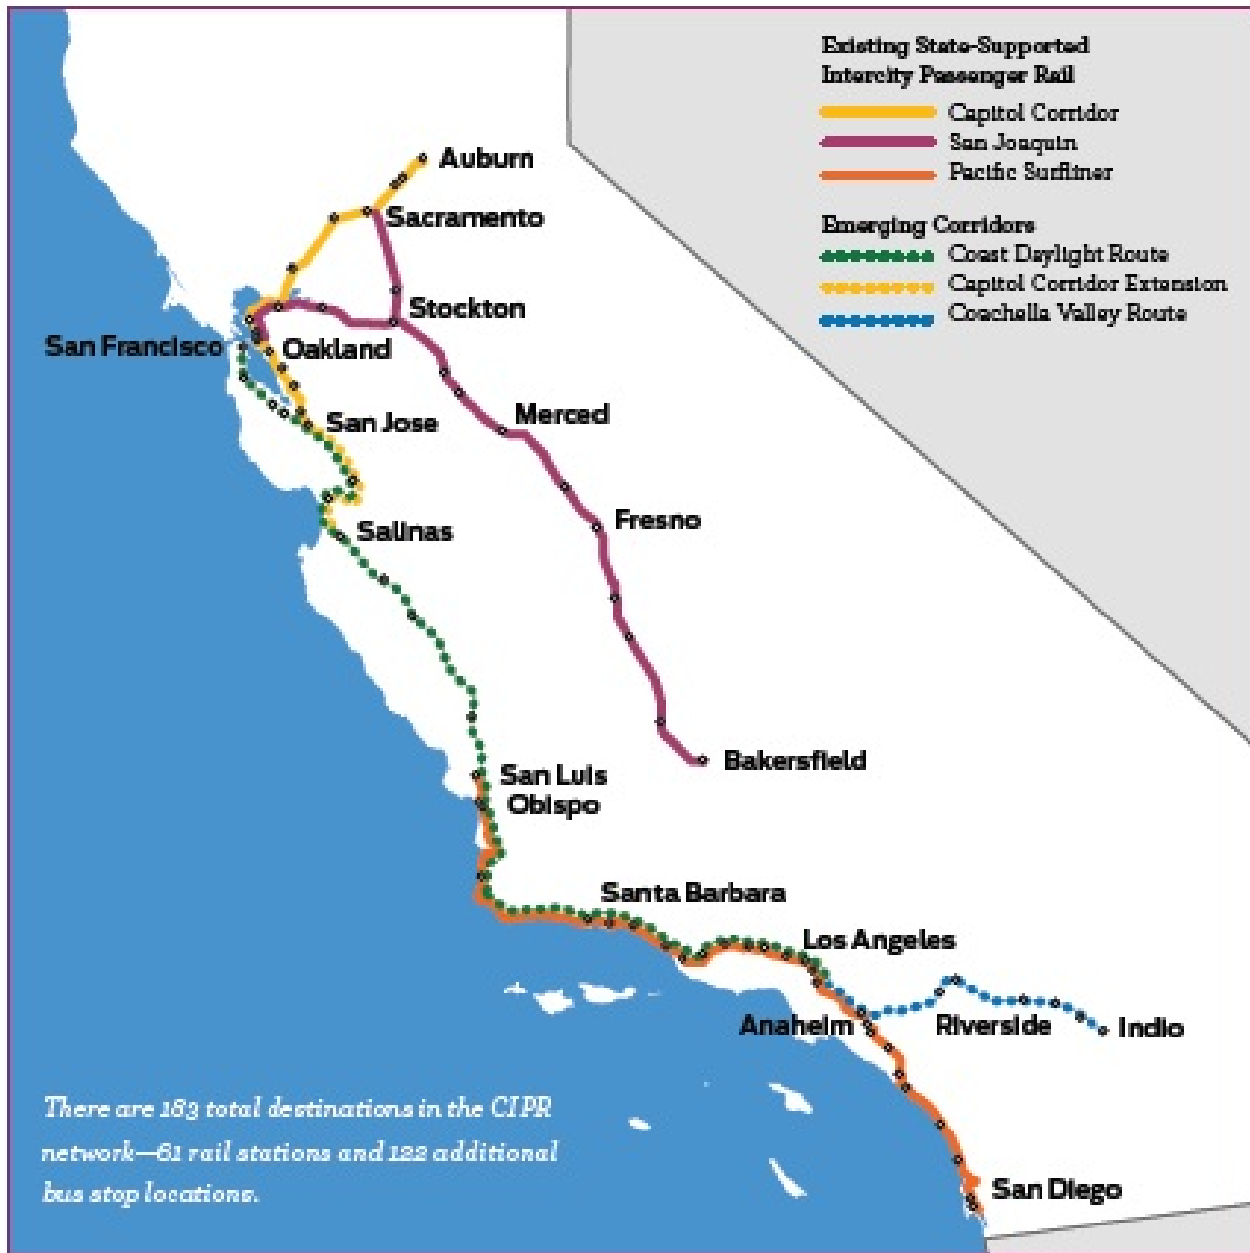 Existing State-Supported
Intercity Passenger Rail
Capitol Corridor
San Joaquin
Pacific Surfliner
Emerging Corridors
Coast Daylight Route
Capitol Corridor Extension
Coachella Valley Route
Auburn
Sacramento
Stockton
San Francisco
Oakland
Merced
San Jose
Fresno
Salinas
Bakersfield
San Luis
Obispo
Santa Barbara
Los Angeles
Anaheim
Riverside
Indio
San Diego
There are 183 total destinations in the CIPR
network—61 rail stations and 122 additional
bus stop locations.